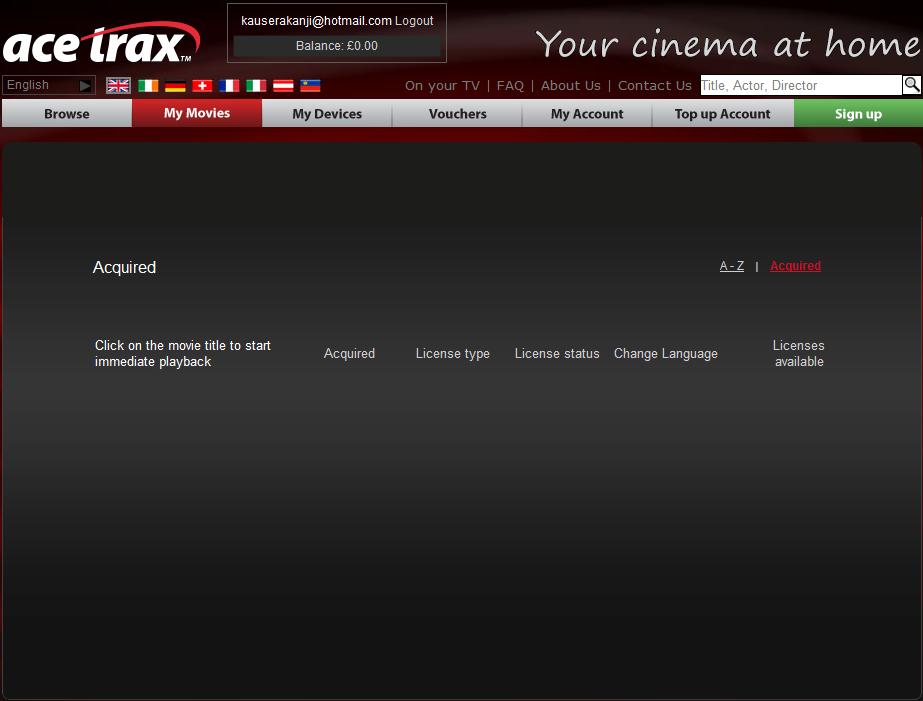 ace trax™
kauserakanji@hotmail.com Logout
Balance: £0.00
Your cinema at home
English
On your TV | FAQ | About Us | Contact Us
Title, Actor, Director
Browse
My Movies
My Devices
Vouchers
My Account
Top up Account
Sign up
Acquired
A - Z | Acquired
Click on the movie title to start
immediate playback
Acquired
License type
License status
Change Language
Licenses
available